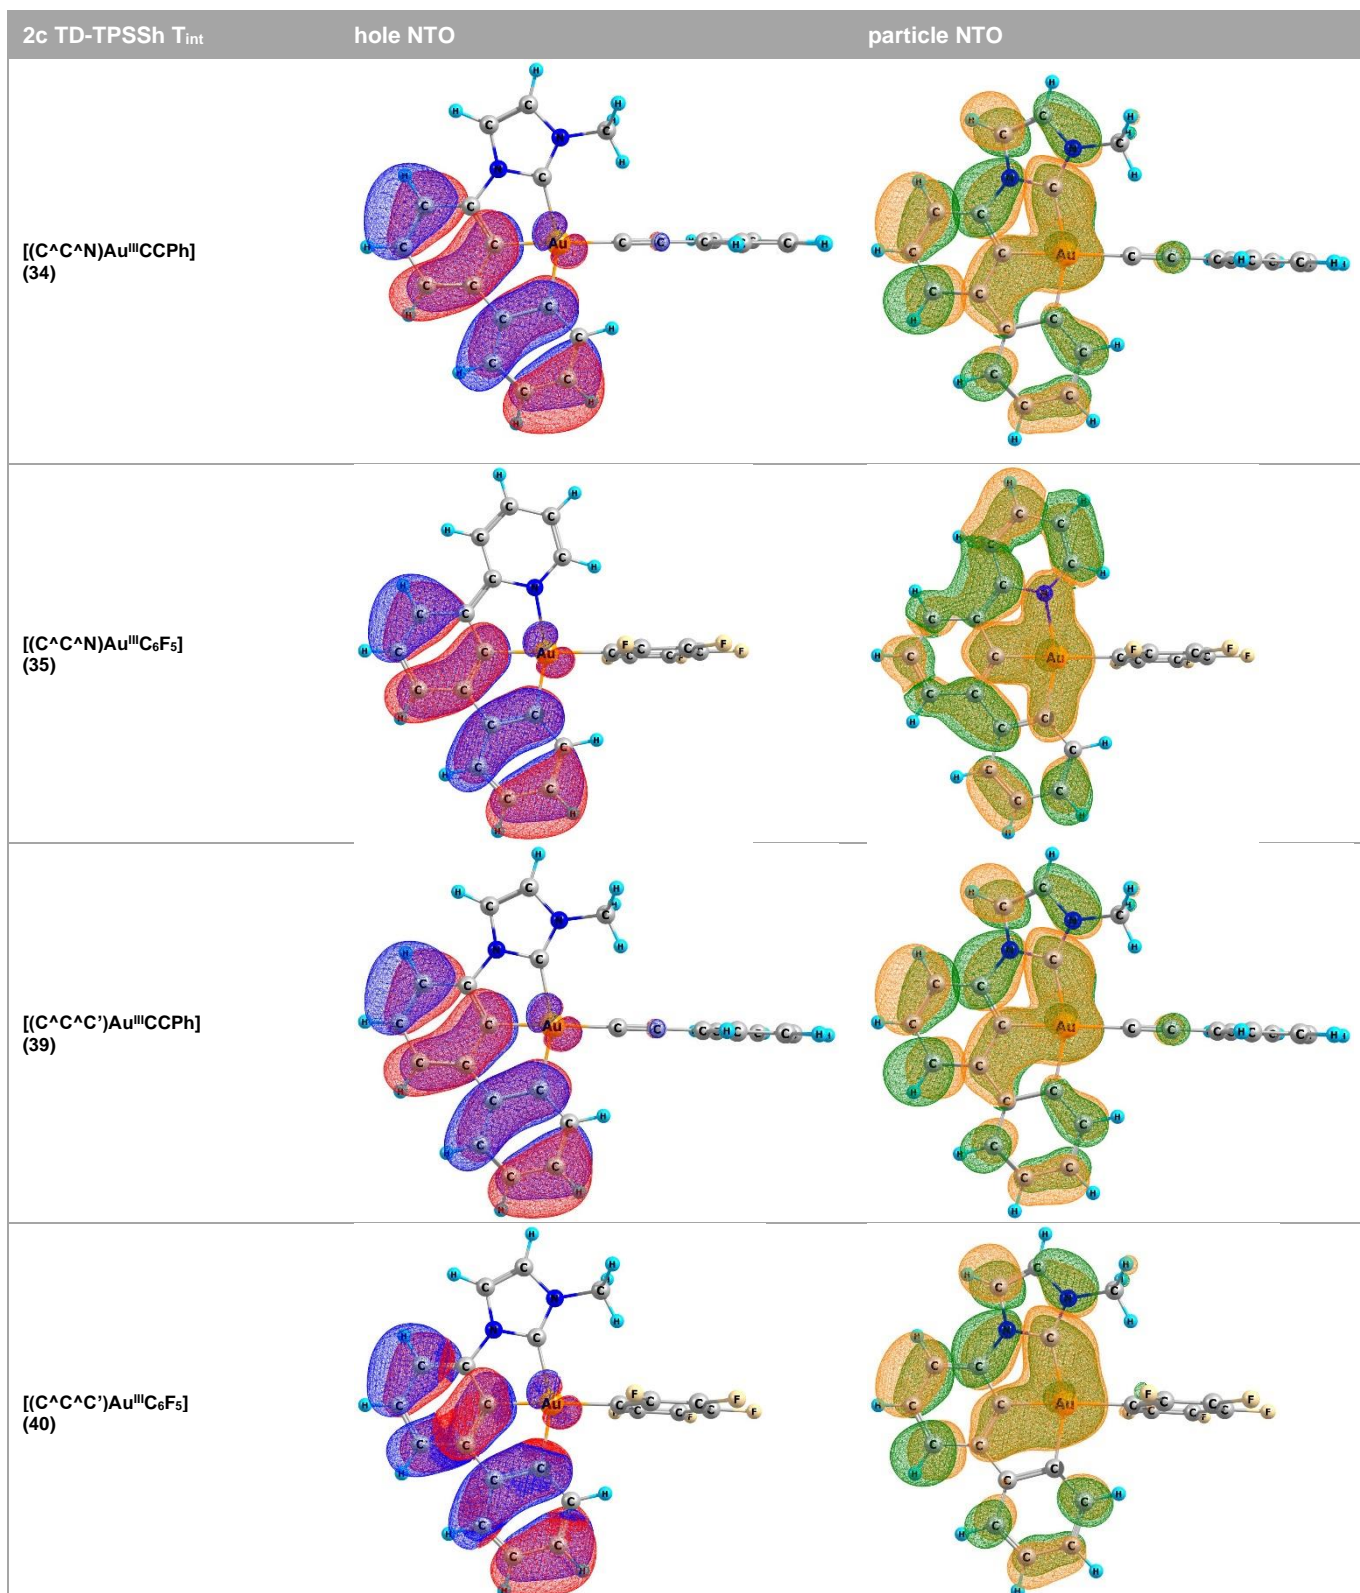 2c TD-TPSSh Tint hole NTO particle NTO
[(C^C^N)AuIIICCPh]
(34)
[(C^C^N)AuIIIC6F5]
(35)
[(C^C^C’)AuIIICCPh]
(39)
[(C^C^C’)AuIIIC6F5]
(40)